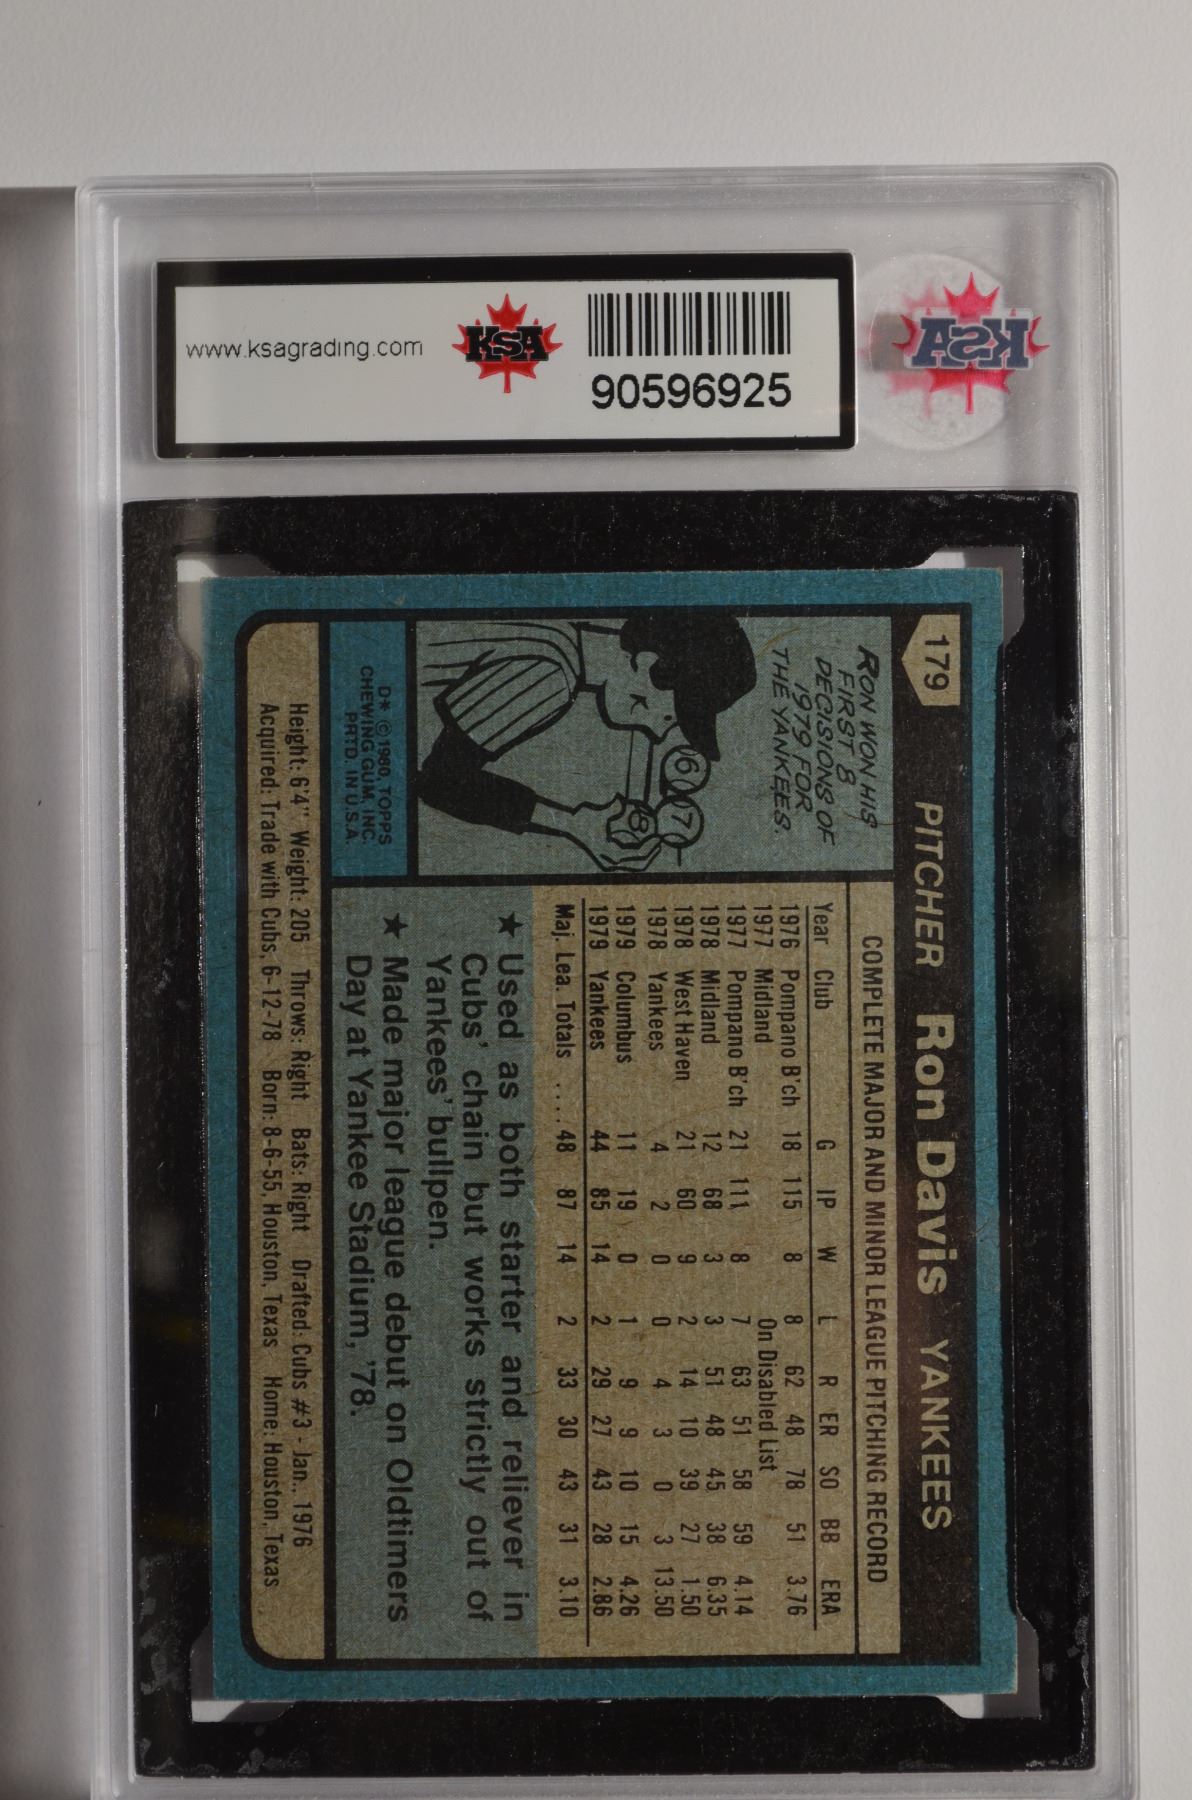 www.ksagrading.com
KSA
90596925
KSA
179
PITCHER Ron Davis YANKEES
RON WON HIS
FIRST 8
DECISIONS OF
1979 FOR
THE YANKEES.
6
7
8
D* © 1980, TOPPS
CHEWING GUM, INC.
PRTD. IN U.S.A.
COMPLETE MAJOR AND MINOR LEAGUE PITCHING RECORD
Year Club G IP W L R ER SO BB ERA
1976 Pompano B'ch 18 115 8 8 62 48 78 51 3.76
1977 Midland On Disabled List
1977 Pompano B'ch 21 111 8 7 63 51 58 59 4.14
1978 Midland 12 68 3 3 51 48 45 38 6.35
1978 West Haven 21 60 9 2 14 10 39 27 1.50
1978 Yankees 4 2 0 0 4 3 0 3 13.50
1979 Columbus 11 19 0 1 9 9 10 15 4.26
1979 Yankees 44 85 14 2 29 27 43 28 2.86
Maj. Lea. Totals .... 48 87 14 2 33 30 43 31 3.10
★ Used as both starter and reliever in
Cubs' chain but works strictly out of
Yankees' bullpen.
★ Made major league debut on Oldtimers
Day at Yankee Stadium, '78.
Height: 6'4" Weight: 205 Throws: Right Bats: Right Drafted: Cubs #3 - Jan., 1976
Acquired: Trade with Cubs, 6-12-78 Born: 8-6-55, Houston, Texas Home: Houston, Texas